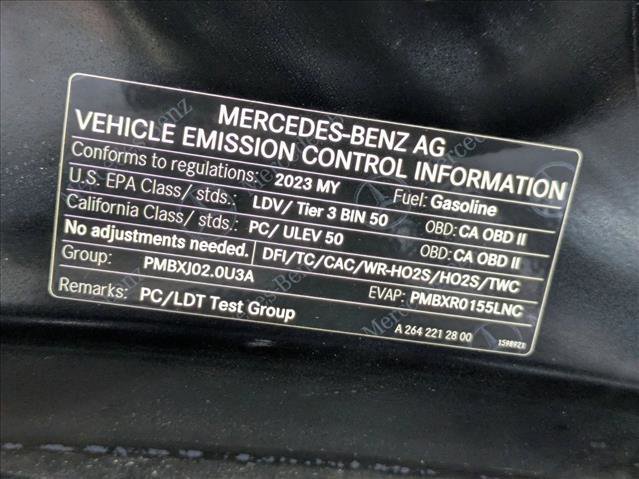 MERCEDES-BENZ AG
VEHICLE EMISSION CONTROL INFORMATION
Conforms to regulations: 2023 MY Fuel: Gasoline
U.S. EPA Class/ stds.: LDV/ Tier 3 BIN 50 OBD: CA OBD II
California Class/ stds.: PC/ ULEV 50 OBD: CA OBD II
No adjustments needed. DFI/TC/CAC/WR-HO2S/HO2S/TWC
Group: PMBXJ02.0U3A EVAP: PMBXR0155LNC
Remarks: PC/LDT Test Group
A 264 221 28 00 1598921